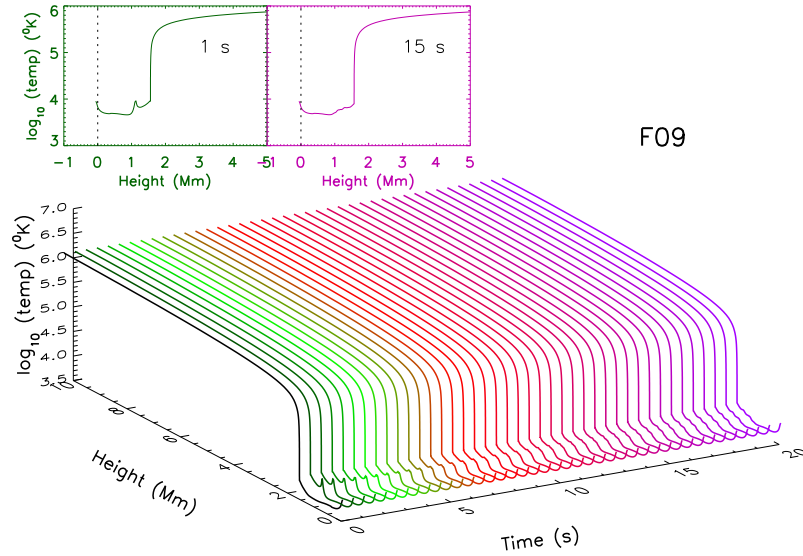 6
5
4
3
log10 (temp) (⁰K)
1 s
15 s
-1 0 1 2 3 4 5
-1 0 1 2 3 4 5
Height (Mm)
Height (Mm)
F09
7.0
6.5
6.0
5.5
5.0
4.5
4.0
3.5
log10 (temp) (⁰K)
10 8 6 4 2 0
Height (Mm)
0 5 10 15 20
Time (s)